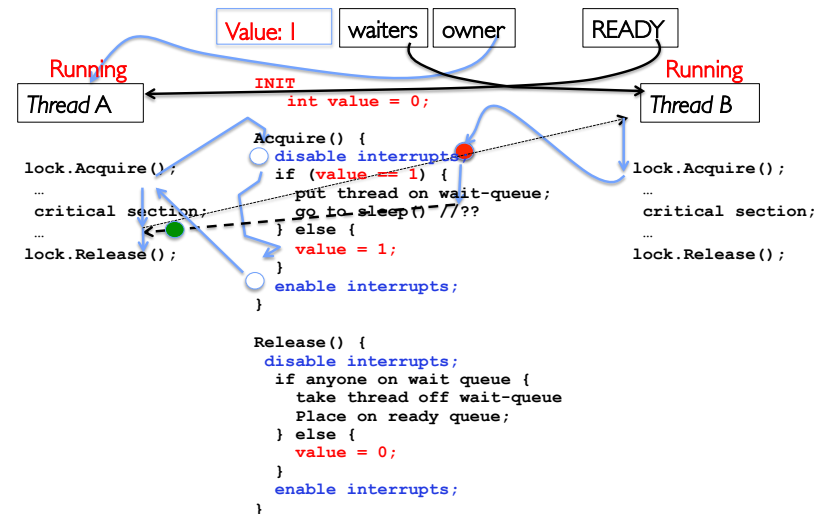 Value: 1
waiters
owner
READY
Running
Running
INIT
int value = 0;
Thread A
Thread B
Acquire() {
disable interrupts;
if (value == 1) {
put thread on wait-queue;
go to sleep() //??
} else {
value = 1;
}
enable interrupts;
}
lock.Acquire();
…
critical section;
…
lock.Release();
lock.Acquire();
…
critical section;
…
lock.Release();
Release() {
disable interrupts;
if anyone on wait queue {
take thread off wait-queue
Place on ready queue;
} else {
value = 0;
}
enable interrupts;
}